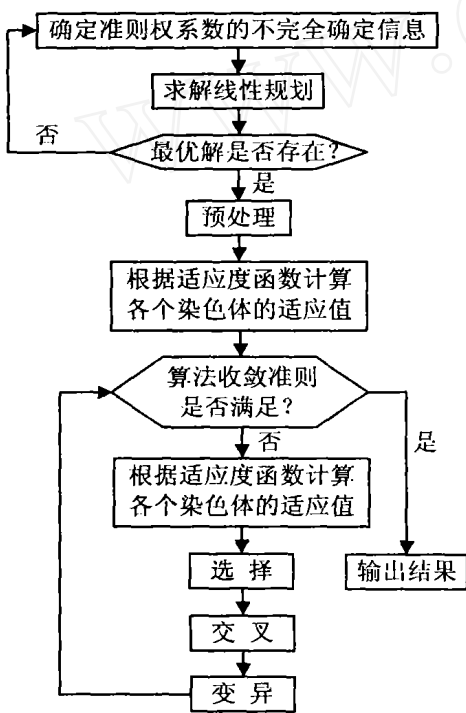 确定准则权系数的不完全确定信息
求解线性规划
否
最优解是否存在?
是
预处理
根据适应度函数计算
各个染色体的适应值
算法收敛准则
是否满足?
否
是
根据适应度函数计算
各个染色体的适应值
选 择
输出结果
交 叉
变 异